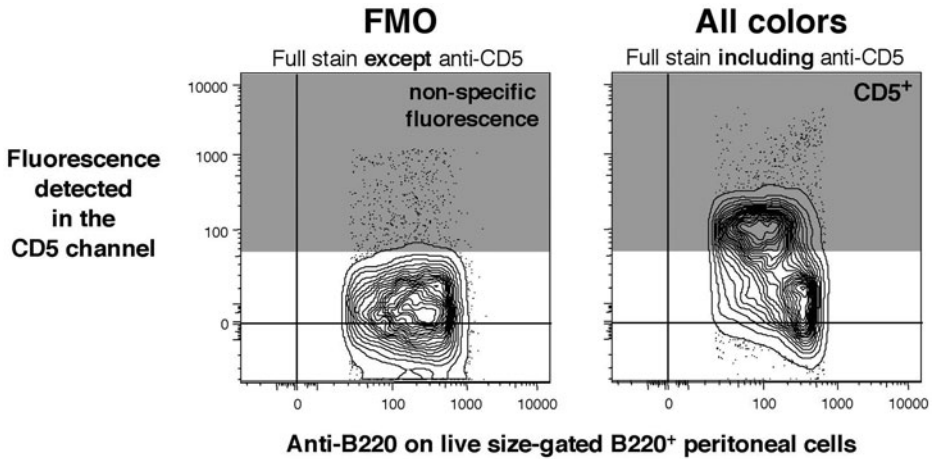 FMO
Full stain except anti-CD5
All colors
Full stain including anti-CD5
Fluorescence
detected
in the
CD5 channel
10000
1000
100
0
non-specific
fluorescence
0
100
1000
10000
10000
1000
100
0
CD5⁺
0
100
1000
10000
Anti-B220 on live size-gated B220⁺ peritoneal cells